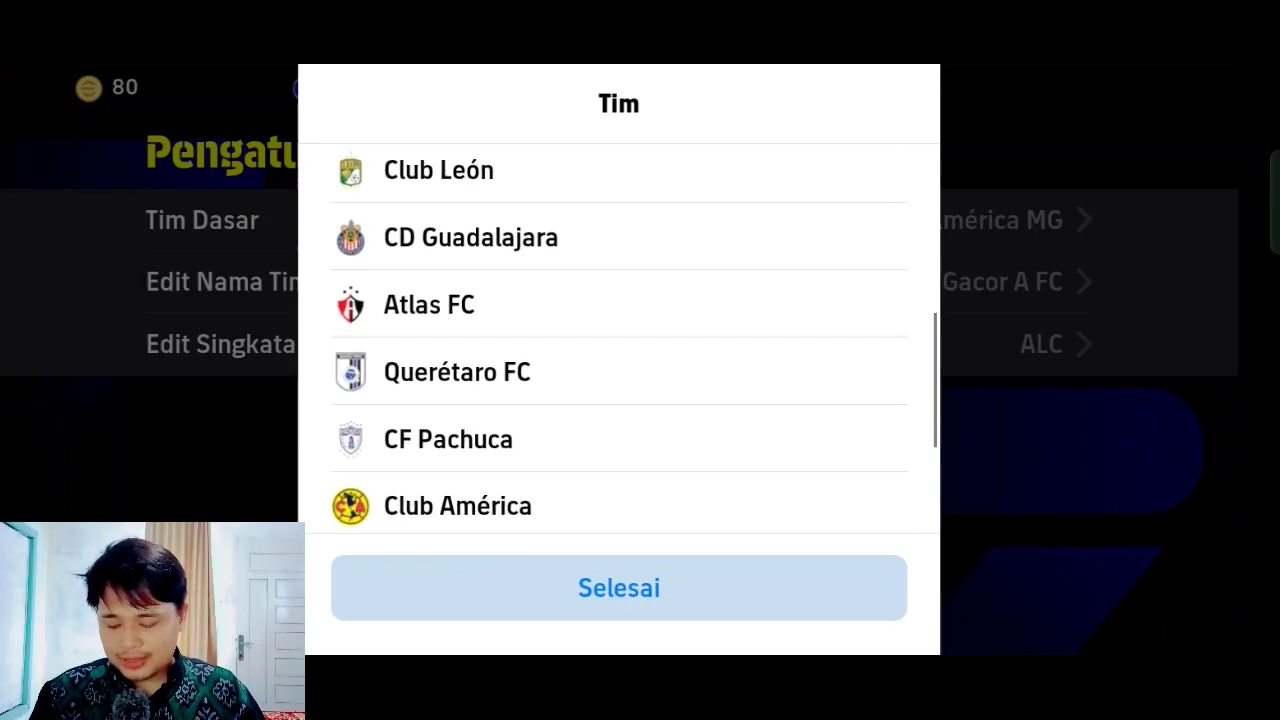 80
Tim
Pengatu
Club León
Tim Dasar
América MG
CD Guadalajara
Edit Nama Tim
Gacor A FC
Atlas FC
Edit Singkata
ALC
Querétaro FC
CF Pachuca
Club América
Selesai